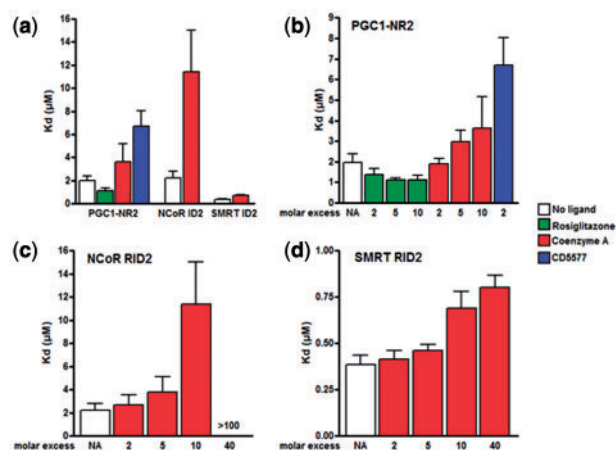 (a)
Kd (µM)
16
14
12
10
8
6
4
2
0
PGC1-NR2 NCoR ID2 SMRT ID2
(b)
PGC1-NR2
Kd (µM)
9
8
7
6
5
4
3
2
1
0
molar excess NA 2 5 10 2 5 10 2
No ligand
Rosiglitazone
Coenzyme A
CD5577
(c)
NCoR RID2
Kd (µM)
16
14
12
10
8
6
4
2
0
>100
molar excess NA 2 5 10 40
(d)
SMRT RID2
Kd (µM)
1.00
0.75
0.50
0.25
0.00
molar excess NA 2 5 10 40